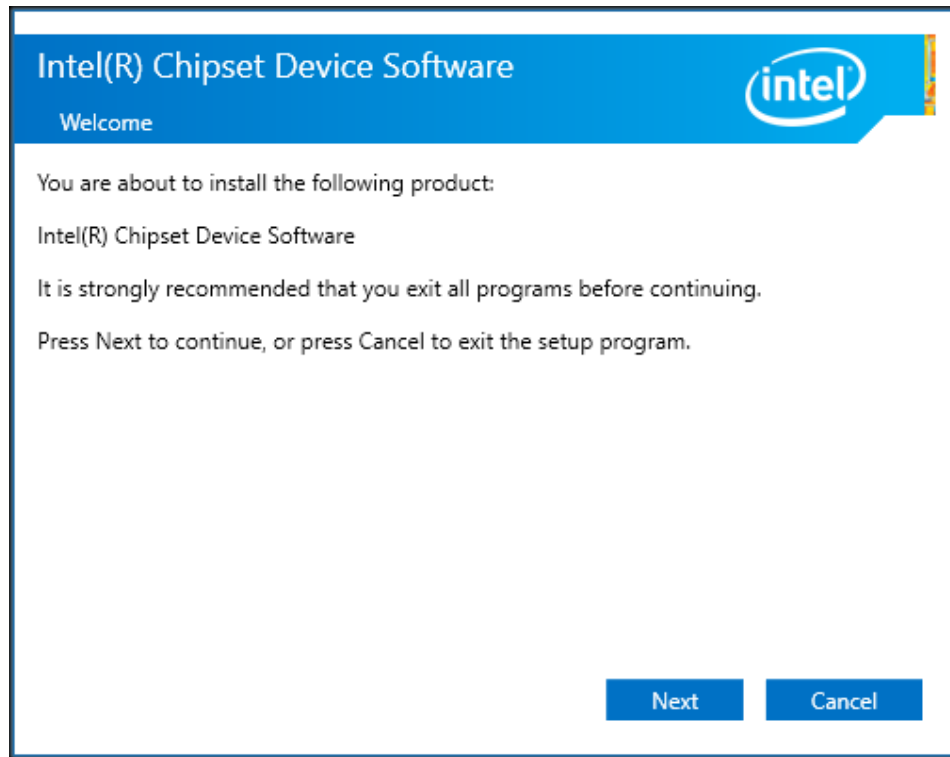 Intel(R) Chipset Device Software
intel
Welcome
You are about to install the following product:
Intel(R) Chipset Device Software
It is strongly recommended that you exit all programs before continuing.
Press Next to continue, or press Cancel to exit the setup program.
Next
Cancel